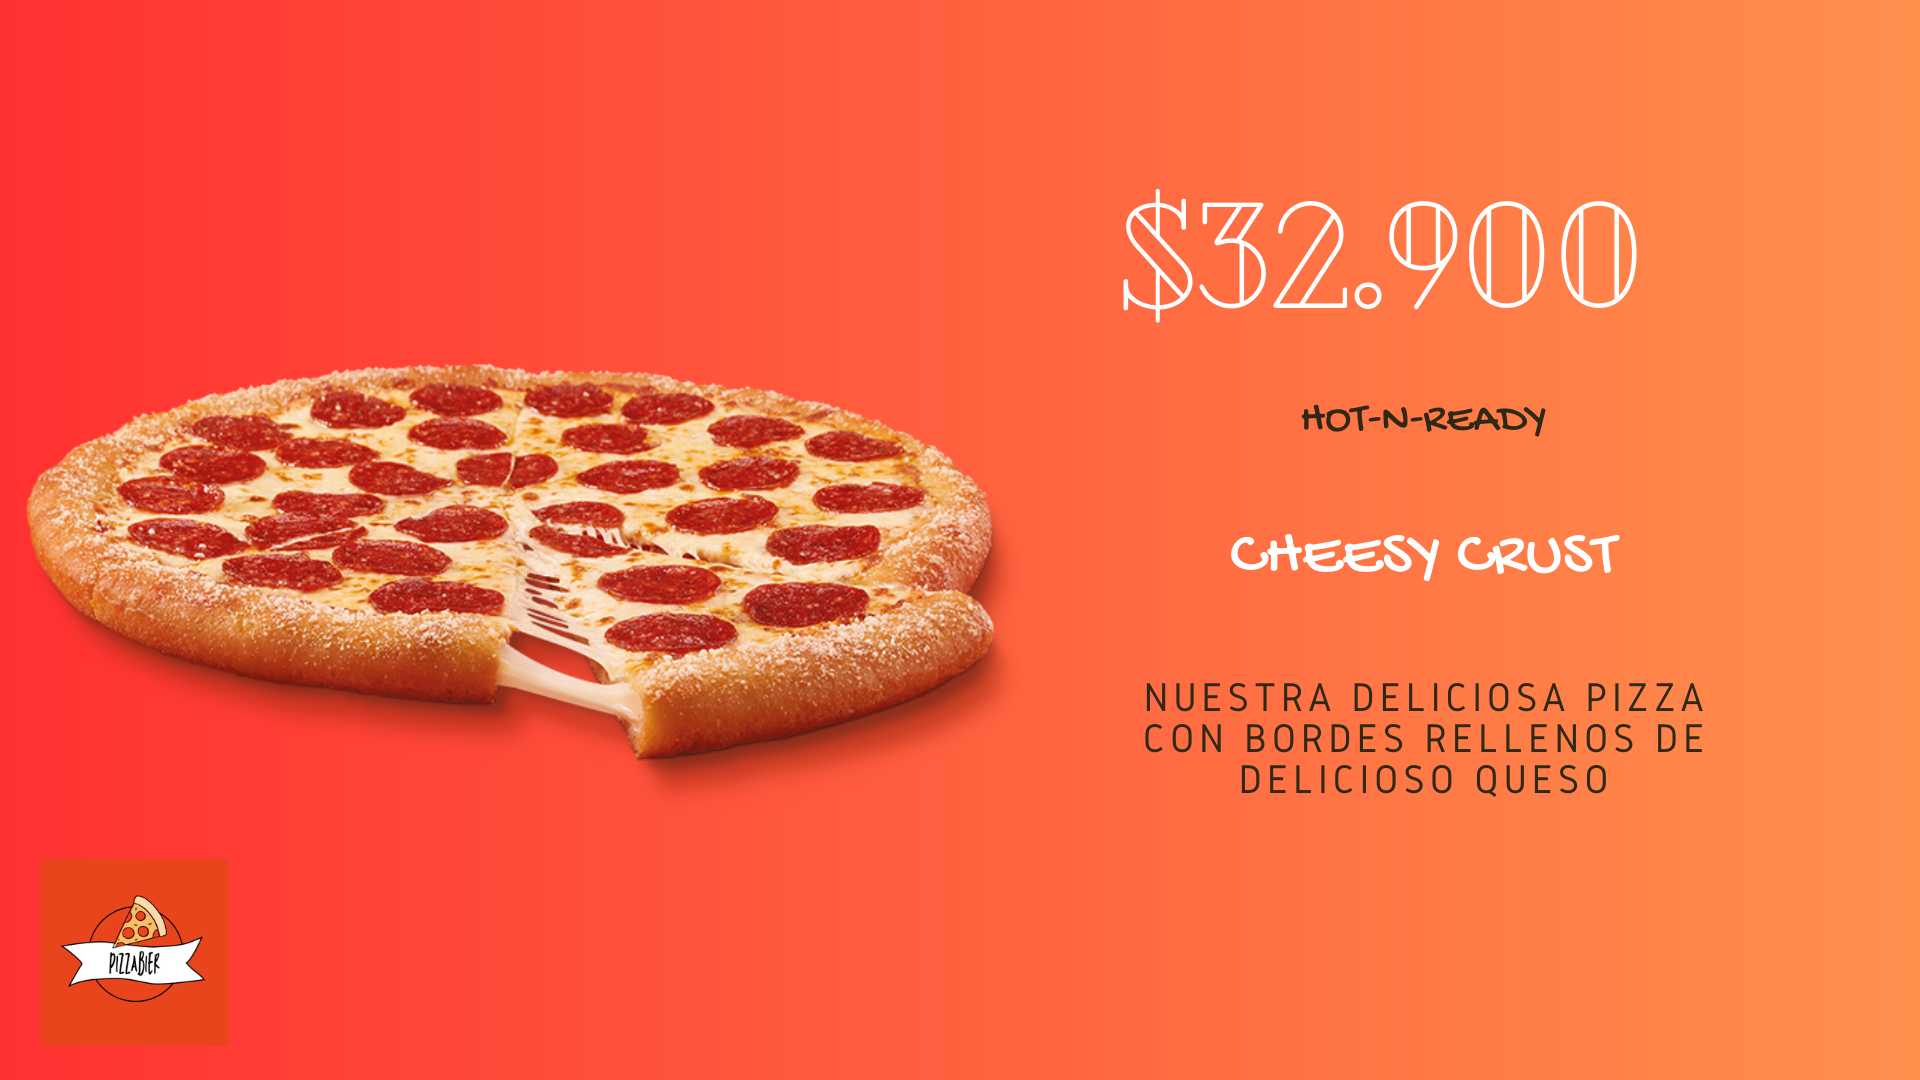 $32.900
HOT-N-READY
CHEESY CRUST
NUESTRA DELICIOSA PIZZA
CON BORDES RELLENOS DE
DELICIOSO QUESO
PIZZABIER